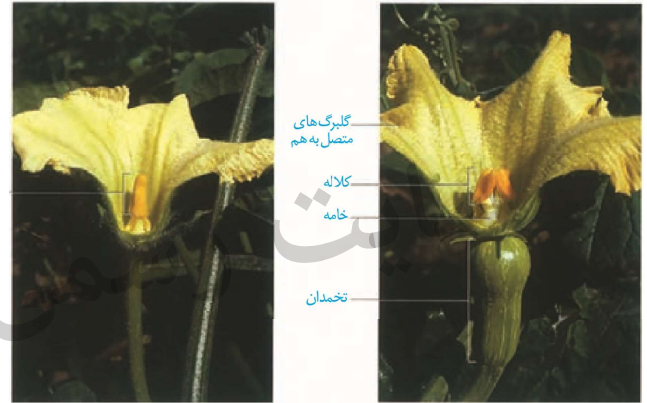 گلبرگ‌های
متصل به هم
کلاله
خامه
تخمدان